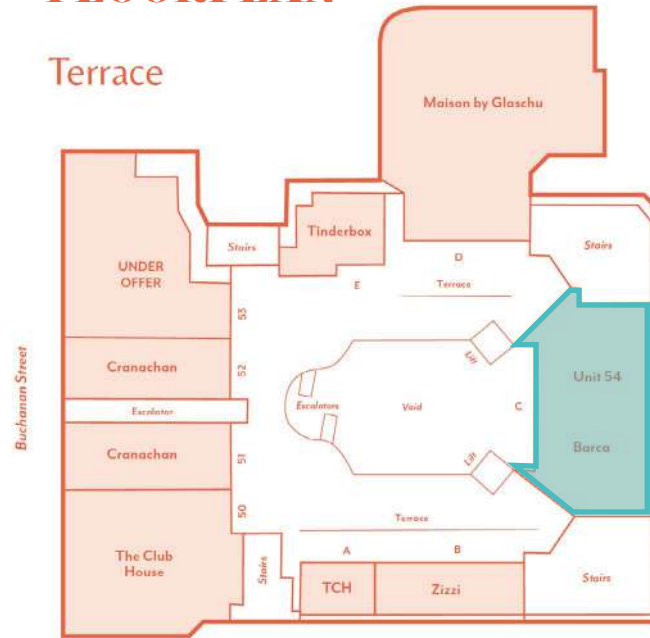 FLOORPLAN
Terrace
Maison by Glaschu
Tinderbox
Stairs
Stairs
UNDER
OFFER
D
Terrace
E
53
Unit 54
Cranachan
52
Lift
Buchanan Street
Escalator
Escalators
Void
C
Barca
Cranachan
51
Lift
50
Terrace
The Club
House
Stairs
A
B
TCH
Zizzi
Stairs